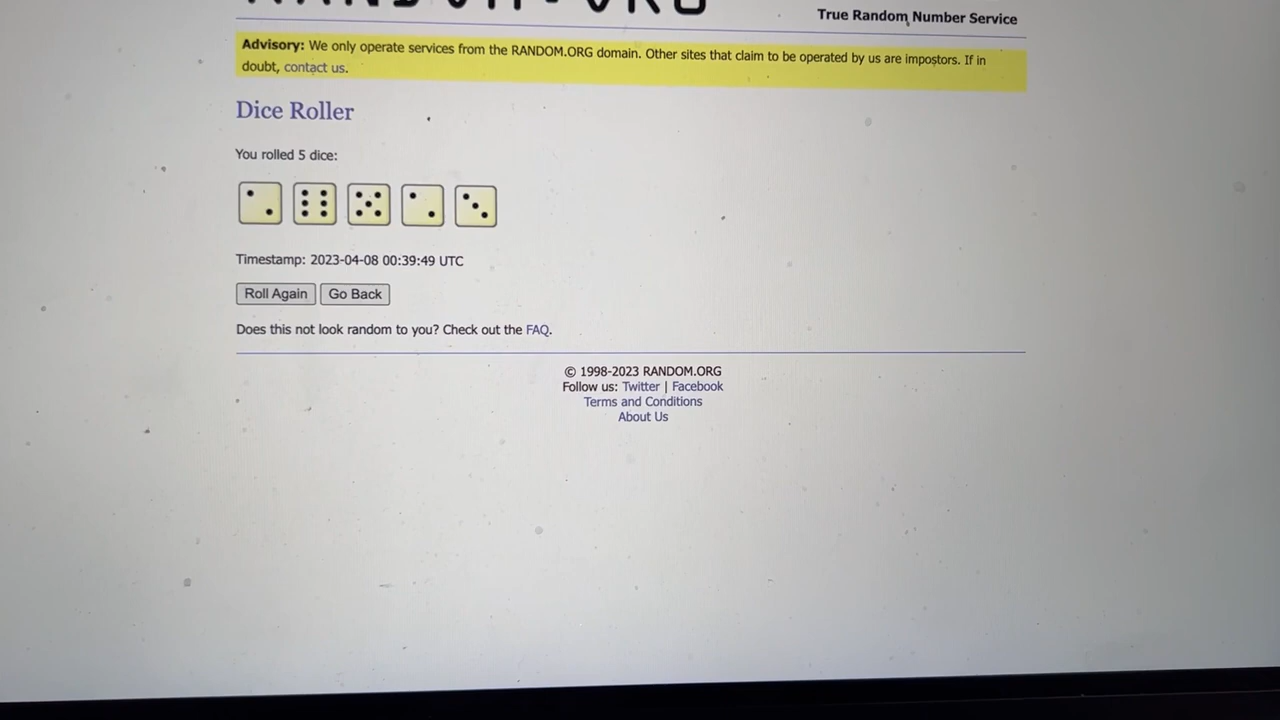 RANDOM.ORG
True Random Number Service
Advisory: We only operate services from the RANDOM.ORG domain. Other sites that claim to be operated by us are impostors. If in
doubt, contact us.
Dice Roller
You rolled 5 dice:
Timestamp: 2023-04-08 00:39:49 UTC
Roll Again Go Back
Does this not look random to you? Check out the FAQ.
© 1998-2023 RANDOM.ORG
Follow us: Twitter | Facebook
Terms and Conditions
About Us